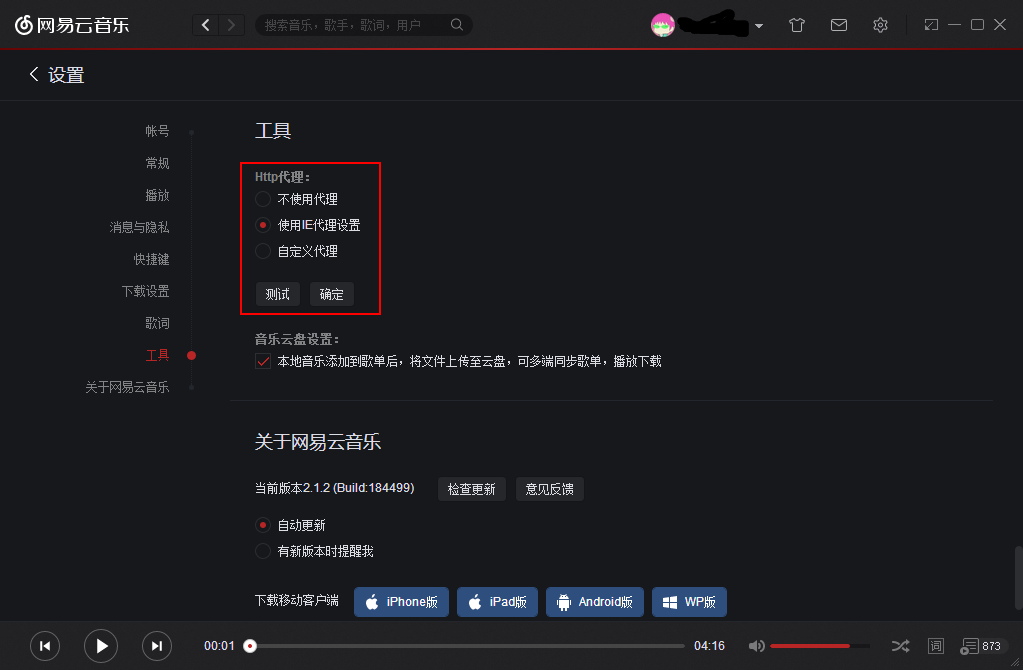 网易云音乐
搜索音乐，歌手，歌词，用户
设置
帐号
常规
播放
消息与隐私
快捷键
下载设置
歌词
工具
关于网易云音乐
工具
Http代理：
不使用代理
使用IE代理设置
自定义代理
测试 确定
音乐云盘设置：
本地音乐添加到歌单后，将文件上传至云盘，可多端同步歌单，播放下载
关于网易云音乐
当前版本2.1.2 (Build:184499) 检查更新 意见反馈
自动更新
有新版本时提醒我
下载移动客户端 iPhone版 iPad版 Android版 WP版
00:01 04:16 词 873